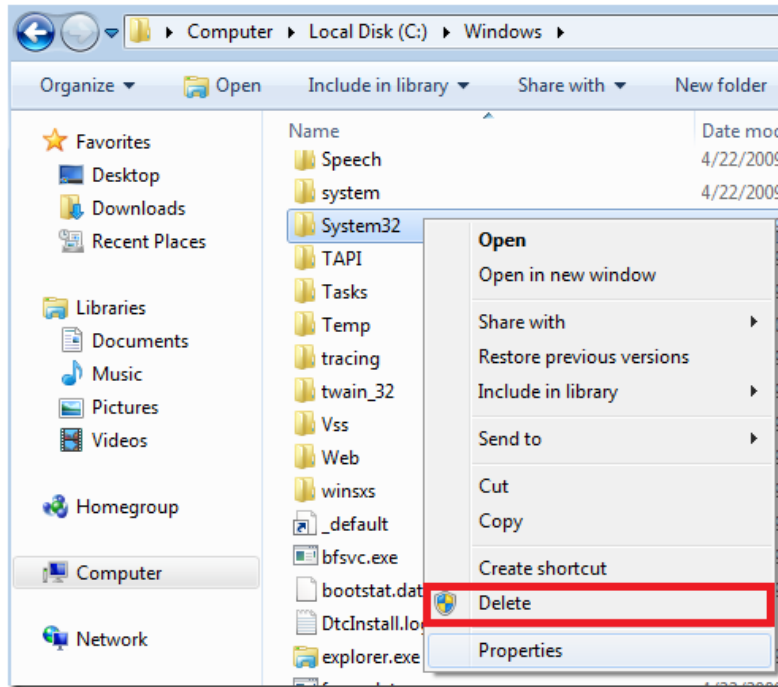 Computer Local Disk (C:) Windows
Organize Open Include in library Share with New folder
Favorites
Desktop
Downloads
Recent Places
Libraries
Documents
Music
Pictures
Videos
Homegroup
Computer
Network
Name Date mod
Speech 4/22/2009
system 4/22/2009
System32
TAPI
Tasks
Temp
tracing
twain_32
Vss
Web
winsxs
_default
bfsvc.exe
bootstat.dat
DtcInstall.lo
explorer.exe
Open
Open in new window
Share with
Restore previous versions
Include in library
Send to
Cut
Copy
Create shortcut
Delete
Properties